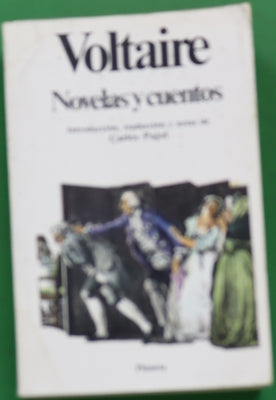 Voltaire
Novelas y cuentos
Introducción, traducción y notas de
Carlos Pujol
Planeta